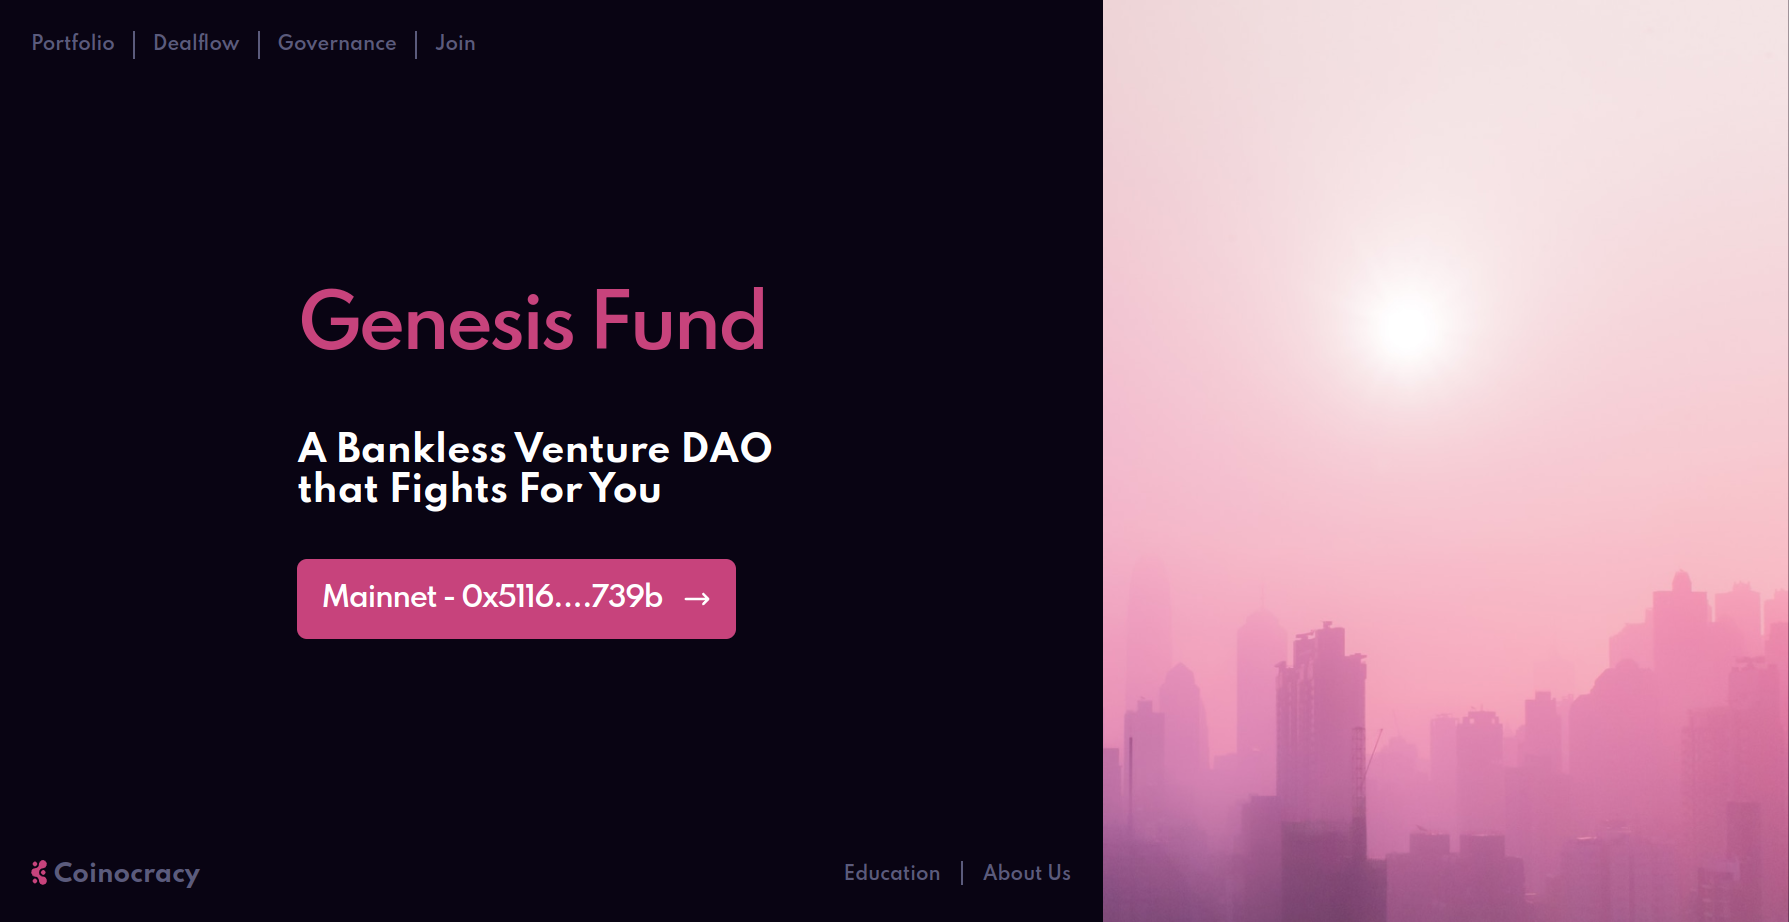 Portfolio | Dealflow | Governance | Join
Genesis Fund
A Bankless Venture DAO
that Fights For You
Mainnet - 0x5116....739b →
Coinocracy
Education | About Us